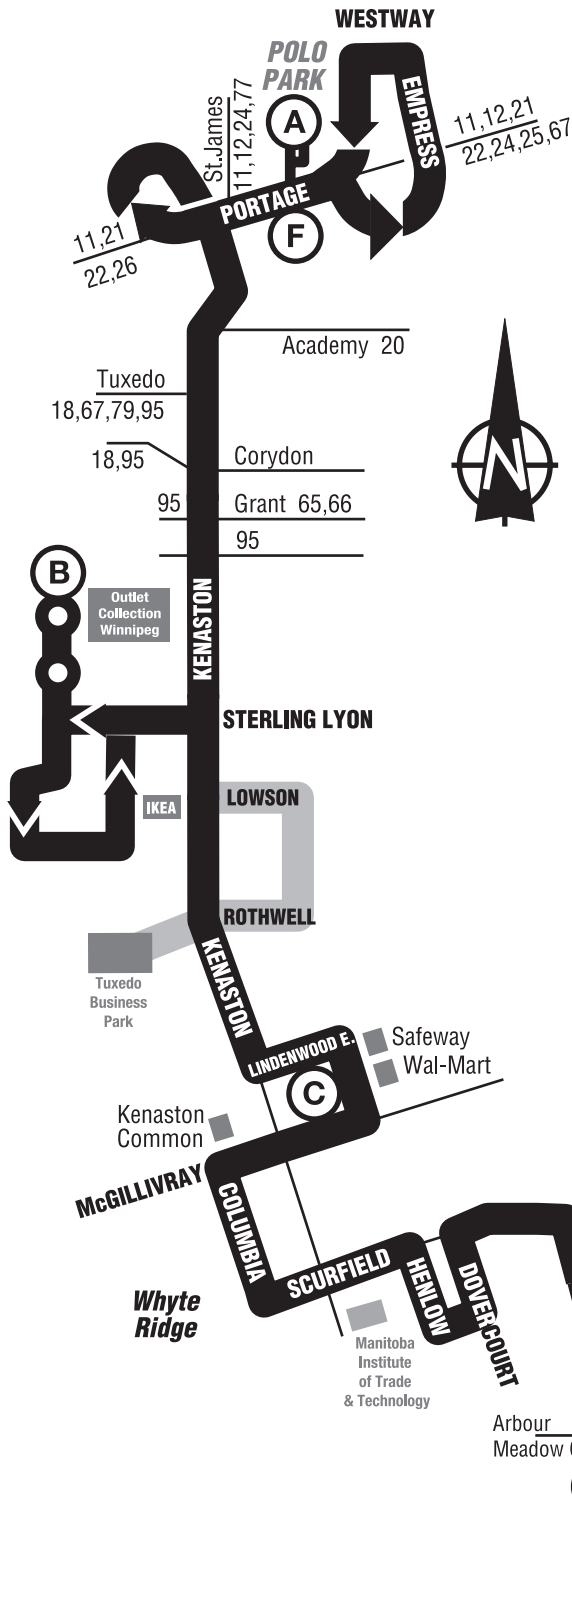 WESTWAY
POLO
PARK
EMPRESS
St.James
11,12,24,77
A
11,12,21
22,24,25,67
PORTAGE
F
11,21
22,26
Academy 20
Tuxedo
18,67,79,95
18,95
Corydon
N
95
Grant 65,66
95
B
Outlet
Collection
Winnipeg
KENASTON
STERLING LYON
IKEA
LOWSON
ROTHWELL
Tuxedo
Business
Park
KENASTON
LINDENWOOD E.
Safeway
Wal-Mart
C
Kenaston
Common
McGILLIVRAY
COLUMBIA
SCURFIELD
HENLOW
DOVERCOURT
Whyte
Ridge
Manitoba
Institute
of Trade
& Technology
Arbour
Meadow